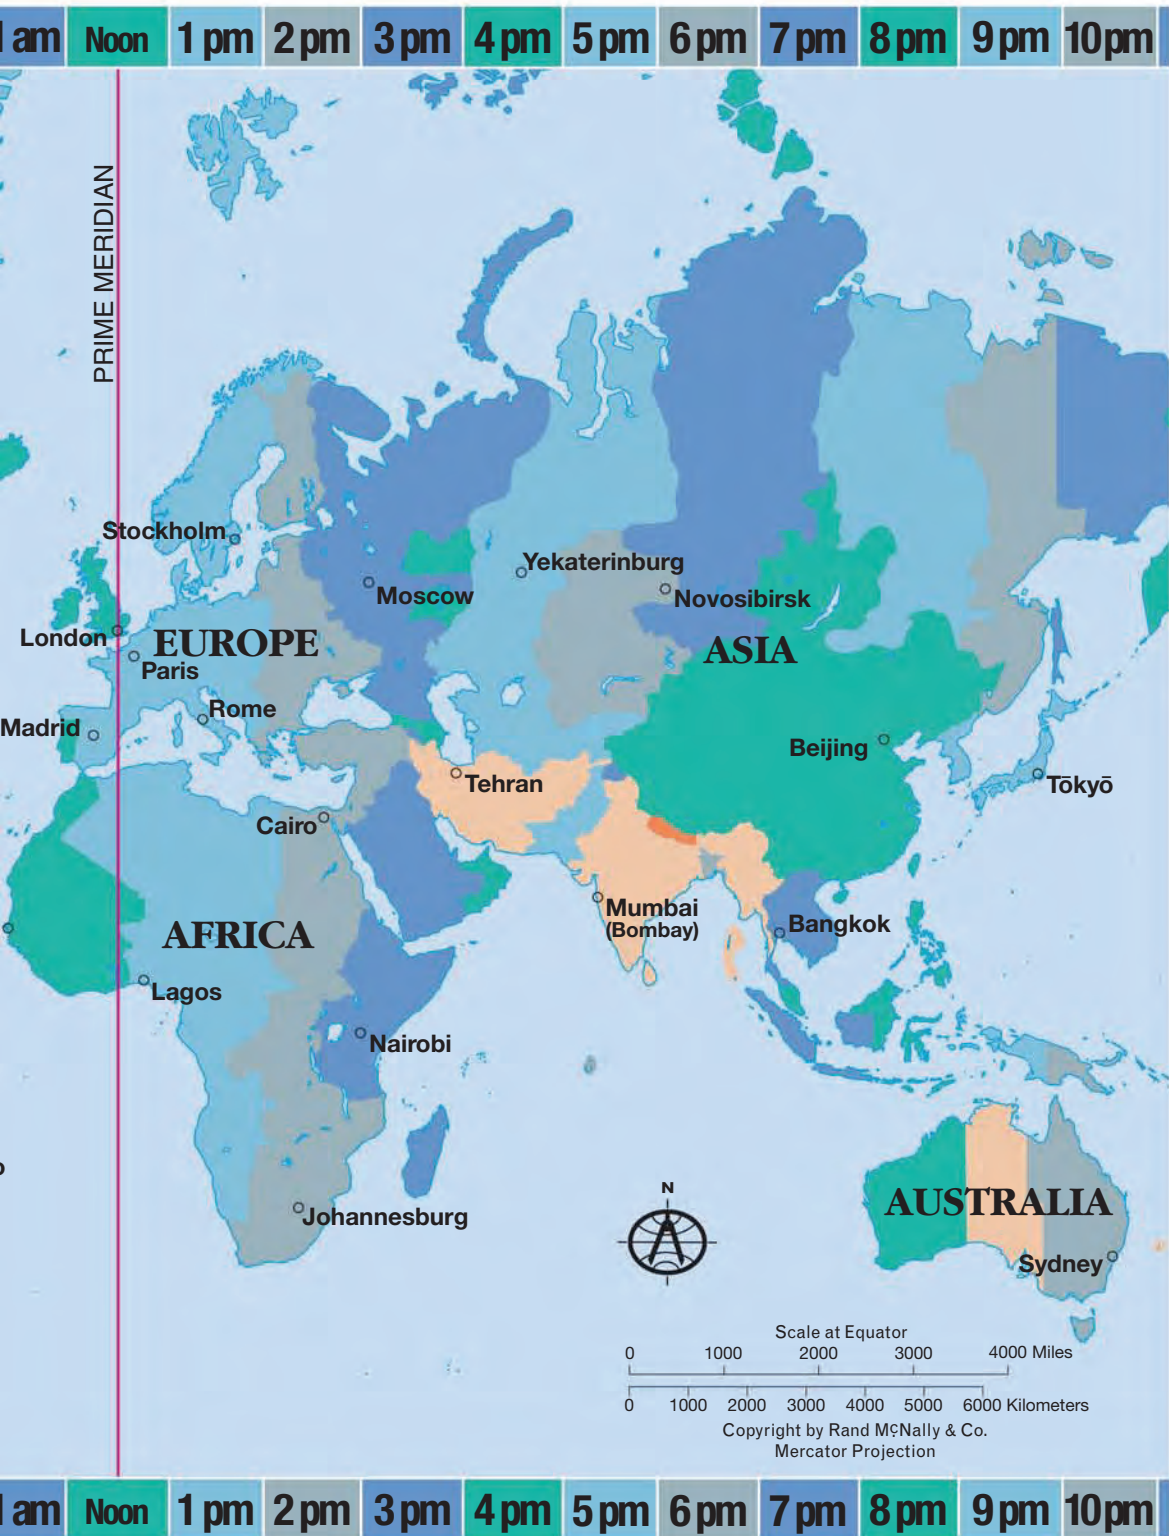 am Noon 1 pm 2 pm 3 pm 4 pm 5 pm 6 pm 7 pm 8 pm 9 pm 10 pm
PRIME MERIDIAN
Stockholm
Yekaterinburg
Moscow
Novosibirsk
London
EUROPE
ASIA
Paris
Rome
Madrid
Beijing
Tehran
Tōkyō
Cairo
Mumbai
(Bombay)
Bangkok
AFRICA
Lagos
Nairobi
N
AUSTRALIA
Johannesburg
Sydney
Scale at Equator
0 1000 2000 3000 4000 Miles
0 1000 2000 3000 4000 5000 6000 Kilometers
Copyright by Rand McNally & Co.
Mercator Projection
am Noon 1 pm 2 pm 3 pm 4 pm 5 pm 6 pm 7 pm 8 pm 9 pm 10 pm